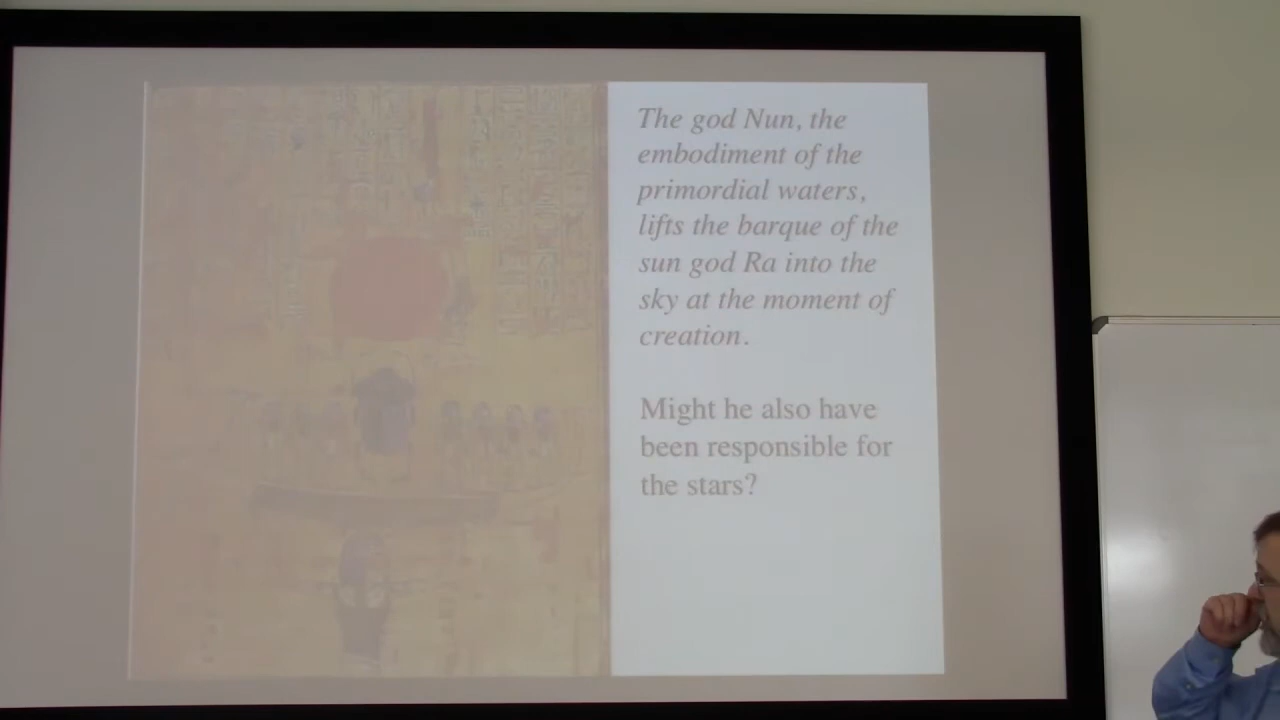 The god Nun, the
embodiment of the
primordial waters,
lifts the barque of the
sun god Ra into the
sky at the moment of
creation.
Might he also have
been responsible for
the stars?